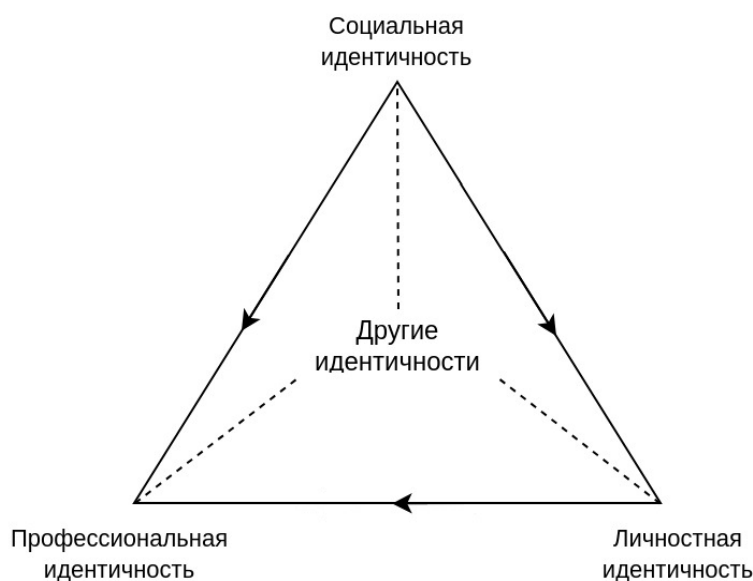 Социальная
идентичность
Другие
идентичности
Профессиональная
идентичность
Личностная
идентичность